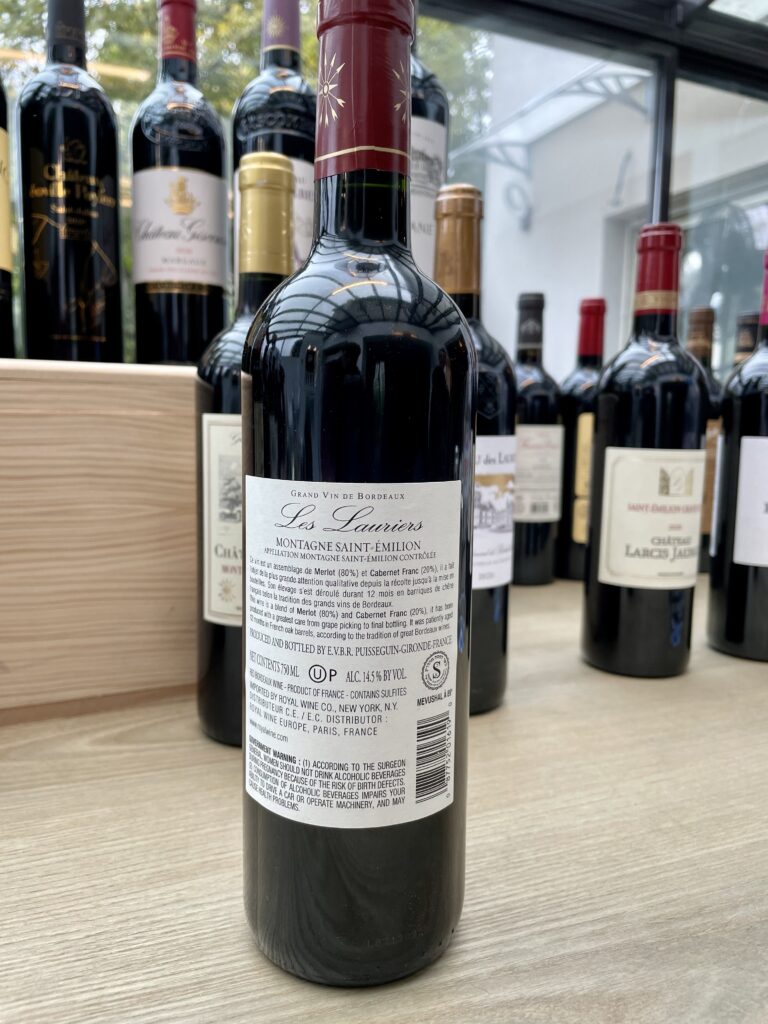 Château
Saint-Julien
Château Giscours
MARGAUX
GRAND VIN DE BORDEAUX
Les Lauriers
MONTAGNE SAINT-ÉMILION
APPELLATION MONTAGNE SAINT-ÉMILION CONTRÔLÉE
Ce vin est un assemblage de Merlot (80%) et Cabernet Franc (20%), il a fait
l'objet de la plus grande attention qualitative depuis la récolte jusqu'à la mise en
bouteilles. Son élevage s'est déroulé durant 12 mois en barriques de chêne
français selon la tradition des grands vins de Bordeaux.
This wine is a blend of Merlot (80%) and Cabernet Franc (20%), it has been
produced with a greatest care from grape picking to final bottling. It was patiently aged
12 months in French oak barrels, according to the tradition of great Bordeaux wines.
PRODUCED AND BOTTLED BY E.V.B.R. PUISSEGUIN-GIRONDE-FRANCE
NET CONTENTS 750 ML
U P
ALC. 14.5 % BY VOL.
S
MEVUSHAL
RED BORDEAUX WINE - PRODUCT OF FRANCE - CONTAINS SULFITES
IMPORTED BY ROYAL WINE CO., NEW YORK, N.Y.
DISTRIBUTEUR C.E. / E.C. DISTRIBUTOR :
ROYAL WINE EUROPE, PARIS, FRANCE
www.royalwine.com
GOVERNMENT WARNING : (1) ACCORDING TO THE SURGEON
GENERAL, WOMEN SHOULD NOT DRINK ALCOHOLIC BEVERAGES
DURING PREGNANCY BECAUSE OF THE RISK OF BIRTH DEFECTS.
(2) CONSUMPTION OF ALCOHOLIC BEVERAGES IMPAIRS YOUR
ABILITY TO DRIVE A CAR OR OPERATE MACHINERY, AND MAY
CAUSE HEALTH PROBLEMS.
des
SAINT-ÉMILION GRAND
CHÂTEAU
LARCIS